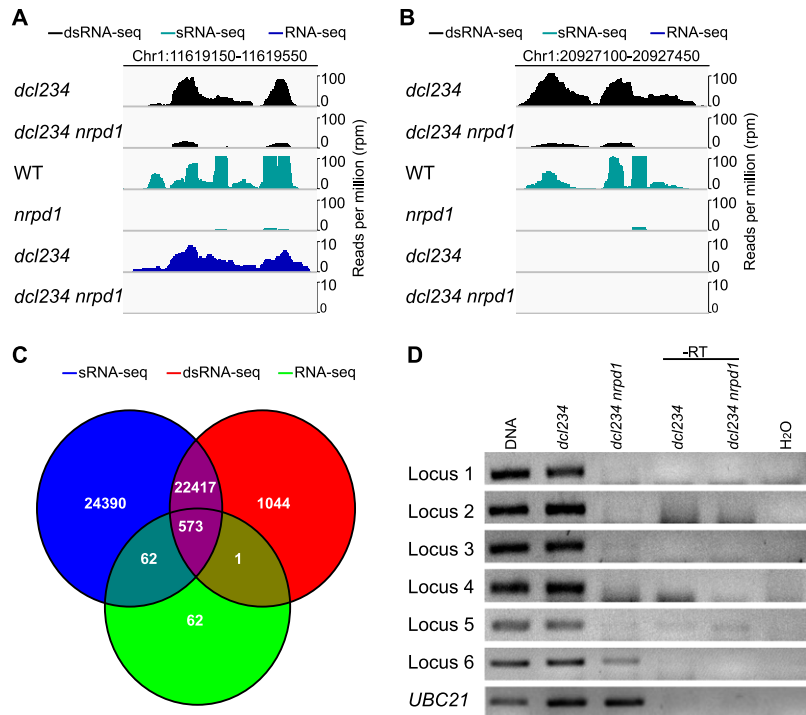 A
dsRNA-seq sRNA-seq RNA-seq
Chr1:11619150-11619550
dcl234
100
0
dcl234 nrpd1
100
0
WT
100
0
nrpd1
100
0
dcl234
10
0
dcl234 nrpd1
10
0
Reads per million (rpm)
B
dsRNA-seq sRNA-seq RNA-seq
Chr1:20927100-20927450
dcl234
100
0
dcl234 nrpd1
100
0
WT
100
0
nrpd1
100
0
dcl234
10
0
dcl234 nrpd1
10
0
Reads per million (rpm)
C
sRNA-seq dsRNA-seq RNA-seq
24390
22417
1044
573
62
1
62
D
-RT
DNA
dcl234
dcl234 nrpd1
dcl234
dcl234 nrpd1
H2O
Locus 1
Locus 2
Locus 3
Locus 4
Locus 5
Locus 6
UBC21